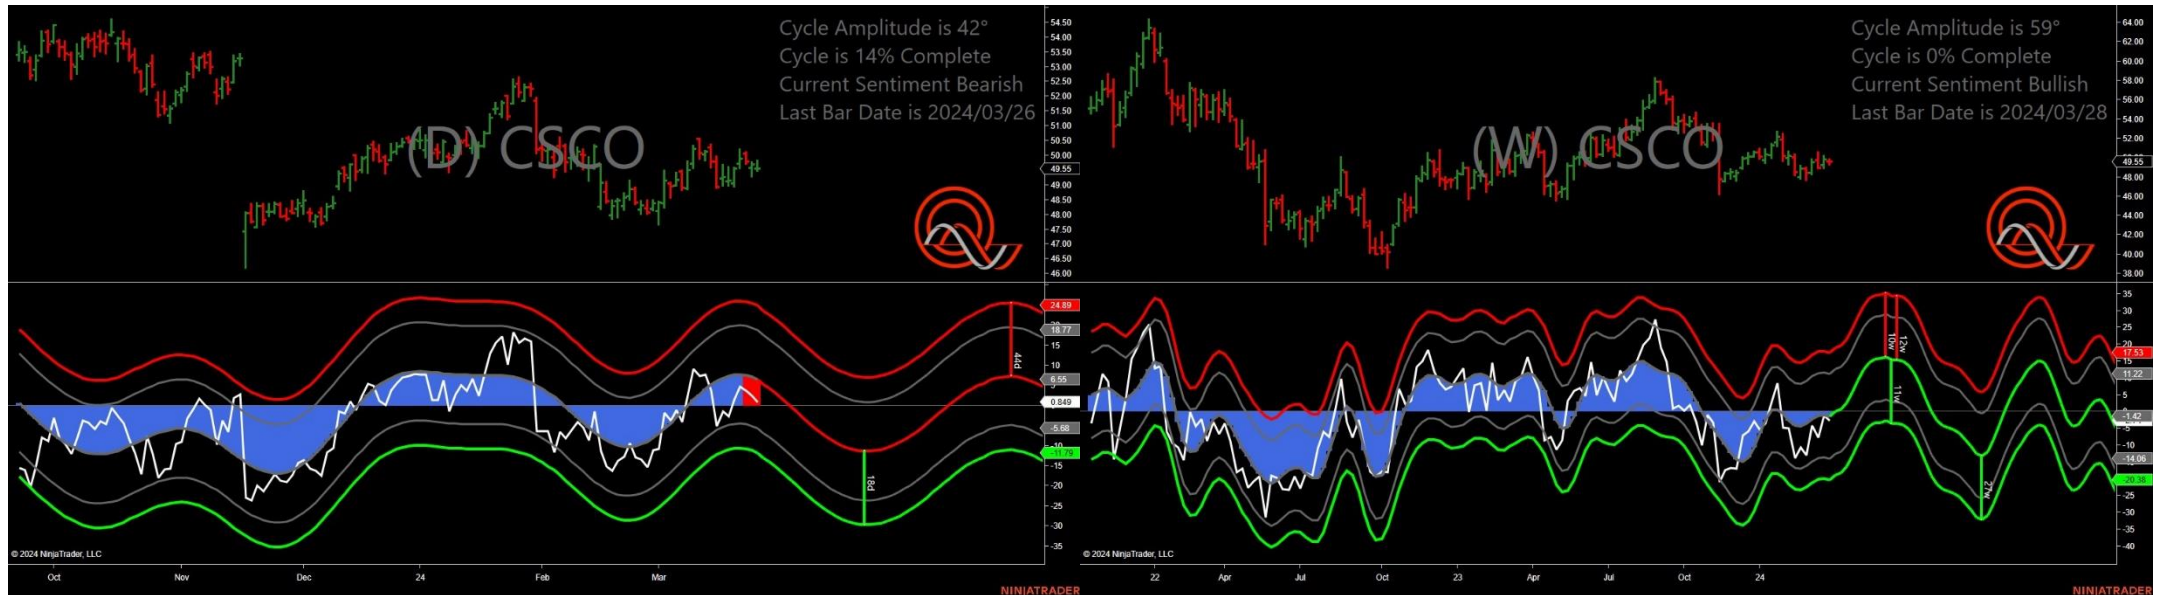 Cycle Amplitude is 42°
Cycle is 14% Complete
Current Sentiment Bearish
Last Bar Date is 2024/03/26
(D) CSCO
54.50
54.00
53.50
53.00
52.50
52.00
51.50
51.00
50.50
50.00
49.55
49.00
48.50
48.00
47.50
47.00
46.50
46.00
24.89
18.77
15
10
6.55
0.849
-5.68
-10
-11.79
-15
-20
-25
-30
-35
44d
18d
© 2024 NinjaTrader, LLC
Oct Nov Dec 24 Feb Mar
NINJATRADER
Cycle Amplitude is 59°
Cycle is 0% Complete
Current Sentiment Bullish
Last Bar Date is 2024/03/28
(W) CSCO
64.00
62.00
60.00
58.00
56.00
54.00
52.00
49.55
48.00
46.00
44.00
42.00
40.00
38.00
35
30
25
20
17.53
15
11.22
5
-1.42
-5
-10
-14.06
-20.38
-25
-30
-35
-40
10w
12w
11w
27w
© 2024 NinjaTrader, LLC
22 Apr Jul Oct 23 Apr Jul Oct 24
NINJATRADER